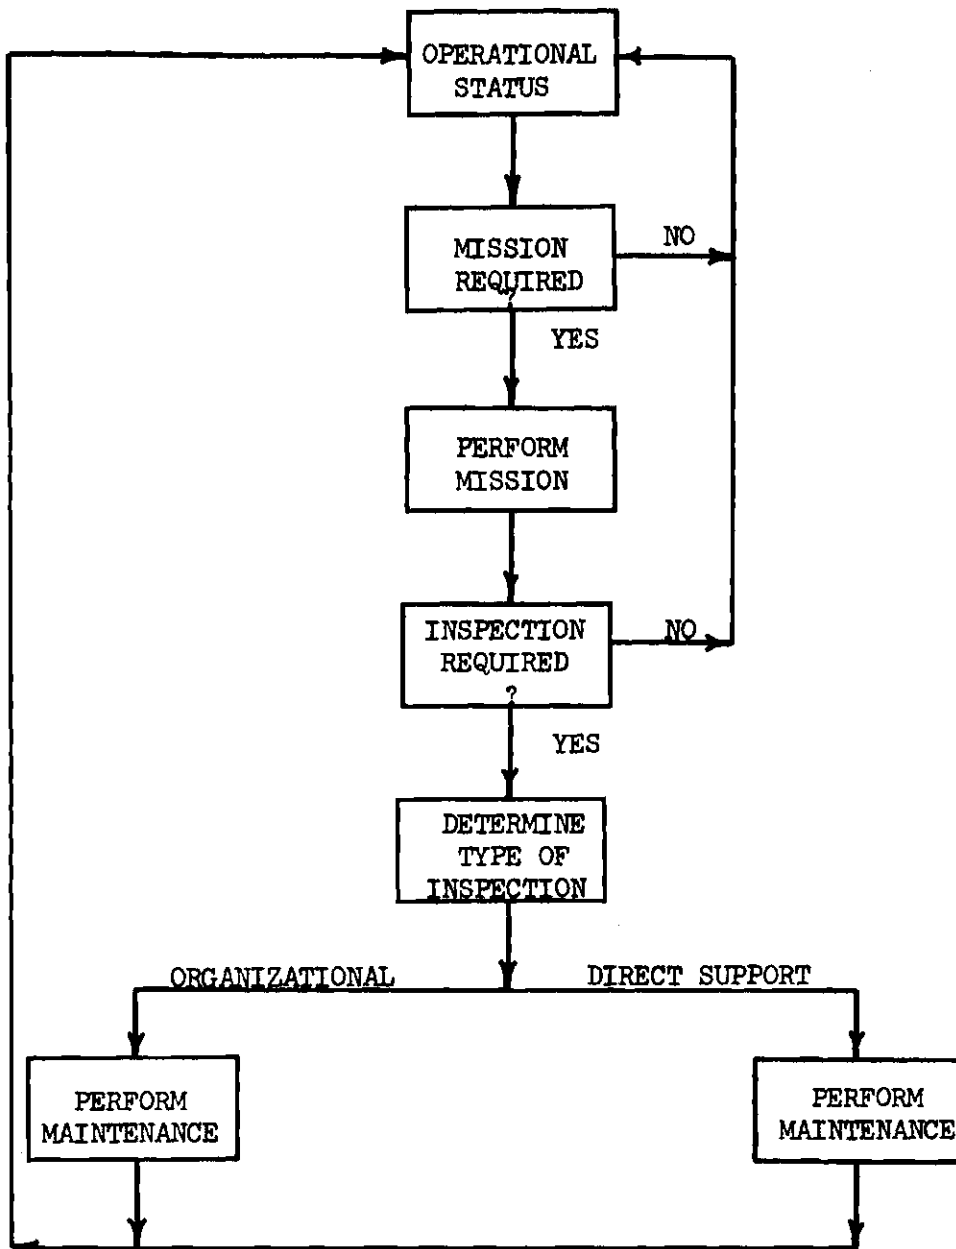 OPERATIONAL
STATUS
MISSION
REQUIRED
?
NO
YES
PERFORM
MISSION
INSPECTION
REQUIRED
?
NO
YES
DETERMINE
TYPE OF
INSPECTION
ORGANIZATIONAL
DIRECT SUPPORT
PERFORM
MAINTENANCE
PERFORM
MAINTENANCE